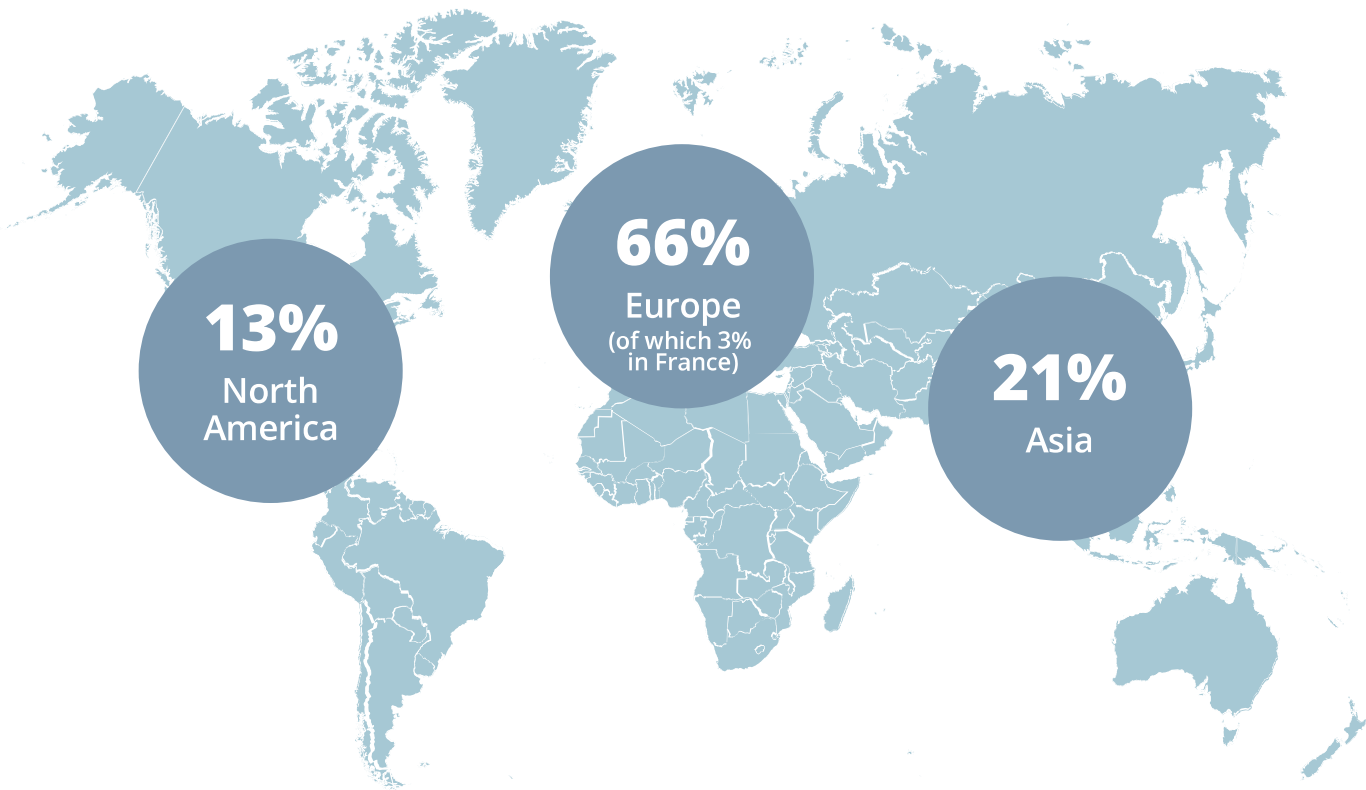 13%
North
America
66%
Europe
(of which 3%
in France)
21%
Asia